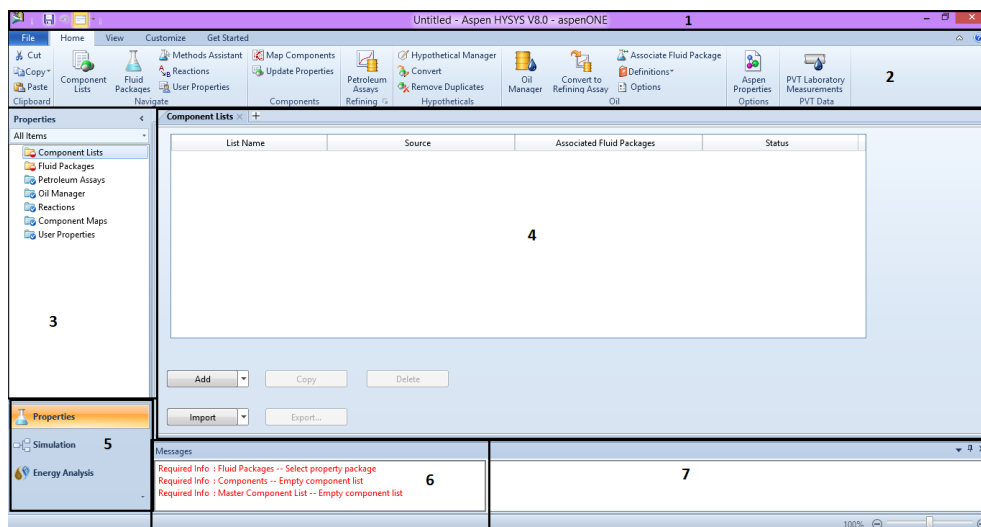 Untitled - Aspen HYSYS V8.0 - aspenONE 1
File Home View Customize Get Started
Cut
Copy
Paste
Clipboard
Component Lists
Fluid Packages
Methods Assistant
Reactions
User Properties
Navigate
Map Components
Update Properties
Components
Petroleum Assays
Refining
Hypothetical Manager
Convert
Remove Duplicates
Hypotheticals
Oil Manager
Convert to Refining Assay
Associate Fluid Package
Definitions
Options
Oil
Aspen Properties
Options
PVT Laboratory Measurements
PVT Data
2
Properties <
All Items
Component Lists
Fluid Packages
Petroleum Assays
Oil Manager
Reactions
Component Maps
User Properties
3
Component Lists × +
List Name Source Associated Fluid Packages Status
4
Add Copy Delete
Import Export...
Properties
Simulation 5
Energy Analysis
Messages
Required Info : Fluid Packages -- Select property package
Required Info : Components -- Empty component list
Required Info : Master Component List -- Empty component list
6
7
100%